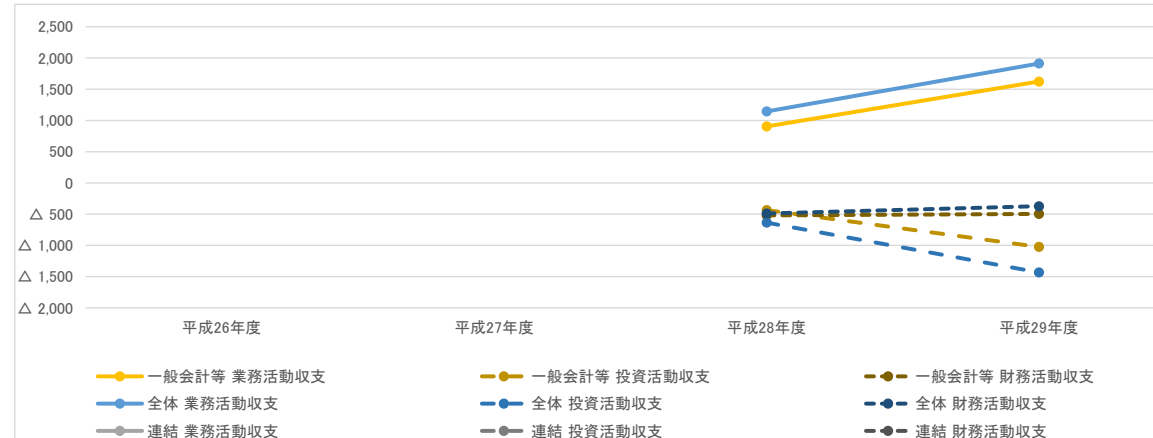 2,500
2,000
1,500
1,000
500
0
△ 500
△ 1,000
△ 1,500
△ 2,000
平成26年度 平成27年度 平成28年度 平成29年度
一般会計等 業務活動収支 一般会計等 投資活動収支 一般会計等 財務活動収支
全体 業務活動収支 全体 投資活動収支 全体 財務活動収支
連結 業務活動収支 連結 投資活動収支 連結 財務活動収支